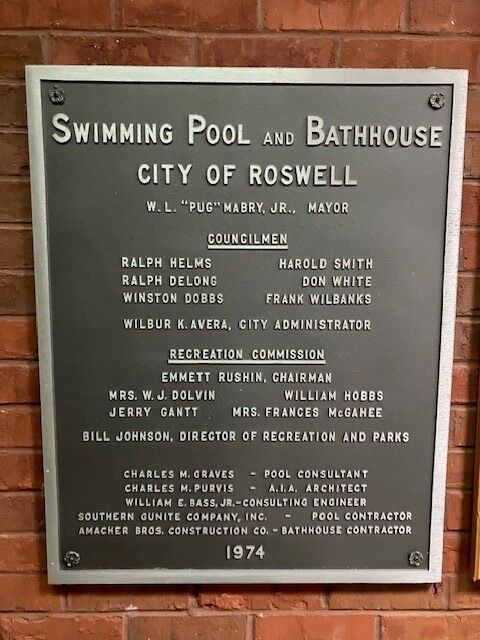 SWIMMING POOL AND BATHHOUSE
CITY OF ROSWELL
W. L. "PUG" MABRY, JR., MAYOR
COUNCILMEN
RALPH HELMS HAROLD SMITH
RALPH DELONG DON WHITE
WINSTON DOBBS FRANK WILBANKS
WILBUR K. AVERA, CITY ADMINISTRATOR
RECREATION COMMISSION
EMMETT RUSHIN, CHAIRMAN
MRS. W. J. DOLVIN WILLIAM HOBBS
JERRY GANTT MRS. FRANCES McGAHEE
BILL JOHNSON, DIRECTOR OF RECREATION AND PARKS
CHARLES M. GRAVES - POOL CONSULTANT
CHARLES M. PURVIS - A.I.A. ARCHITECT
WILLIAM E. BASS, JR.-CONSULTING ENGINEER
SOUTHERN GUNITE COMPANY, INC. - POOL CONTRACTOR
AMACHER BROS. CONSTRUCTION CO.-BATHHOUSE CONTRACTOR
1974